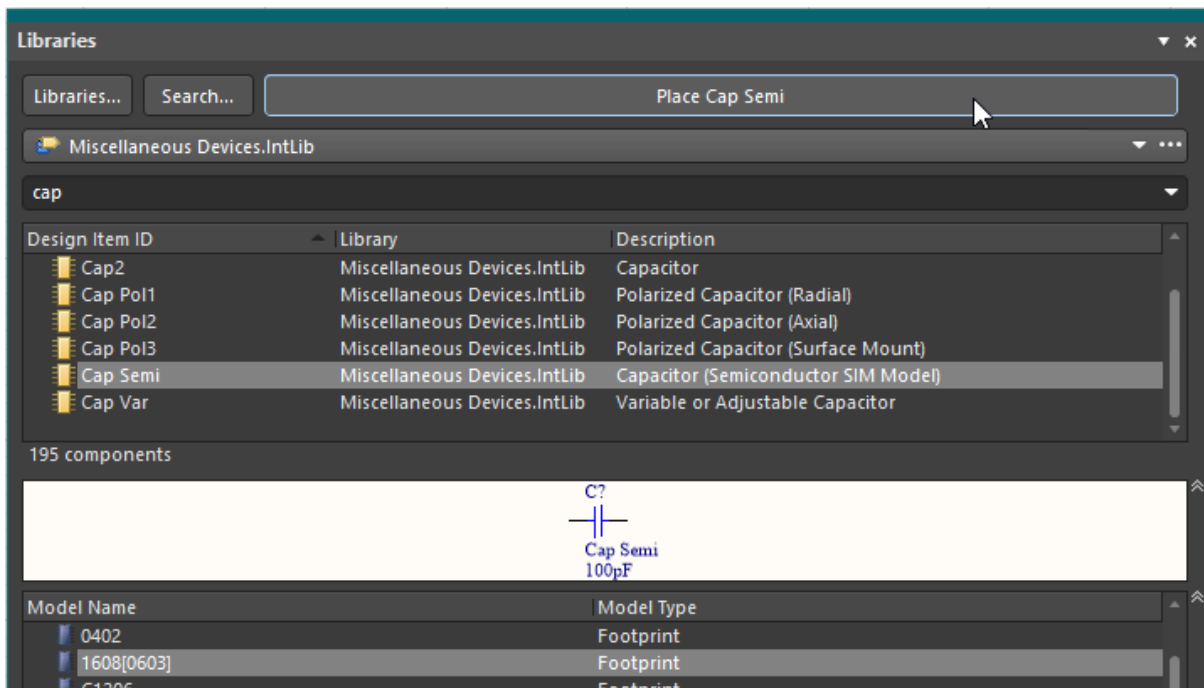 Libraries
Libraries... Search... Place Cap Semi
Miscellaneous Devices.IntLib
cap
Design Item ID Library Description
Cap2 Miscellaneous Devices.IntLib Capacitor
Cap Pol1 Miscellaneous Devices.IntLib Polarized Capacitor (Radial)
Cap Pol2 Miscellaneous Devices.IntLib Polarized Capacitor (Axial)
Cap Pol3 Miscellaneous Devices.IntLib Polarized Capacitor (Surface Mount)
Cap Semi Miscellaneous Devices.IntLib Capacitor (Semiconductor SIM Model)
Cap Var Miscellaneous Devices.IntLib Variable or Adjustable Capacitor
195 components
C?
Cap Semi
100pF
Model Name Model Type
0402 Footprint
1608[0603] Footprint
C1206 Footprint